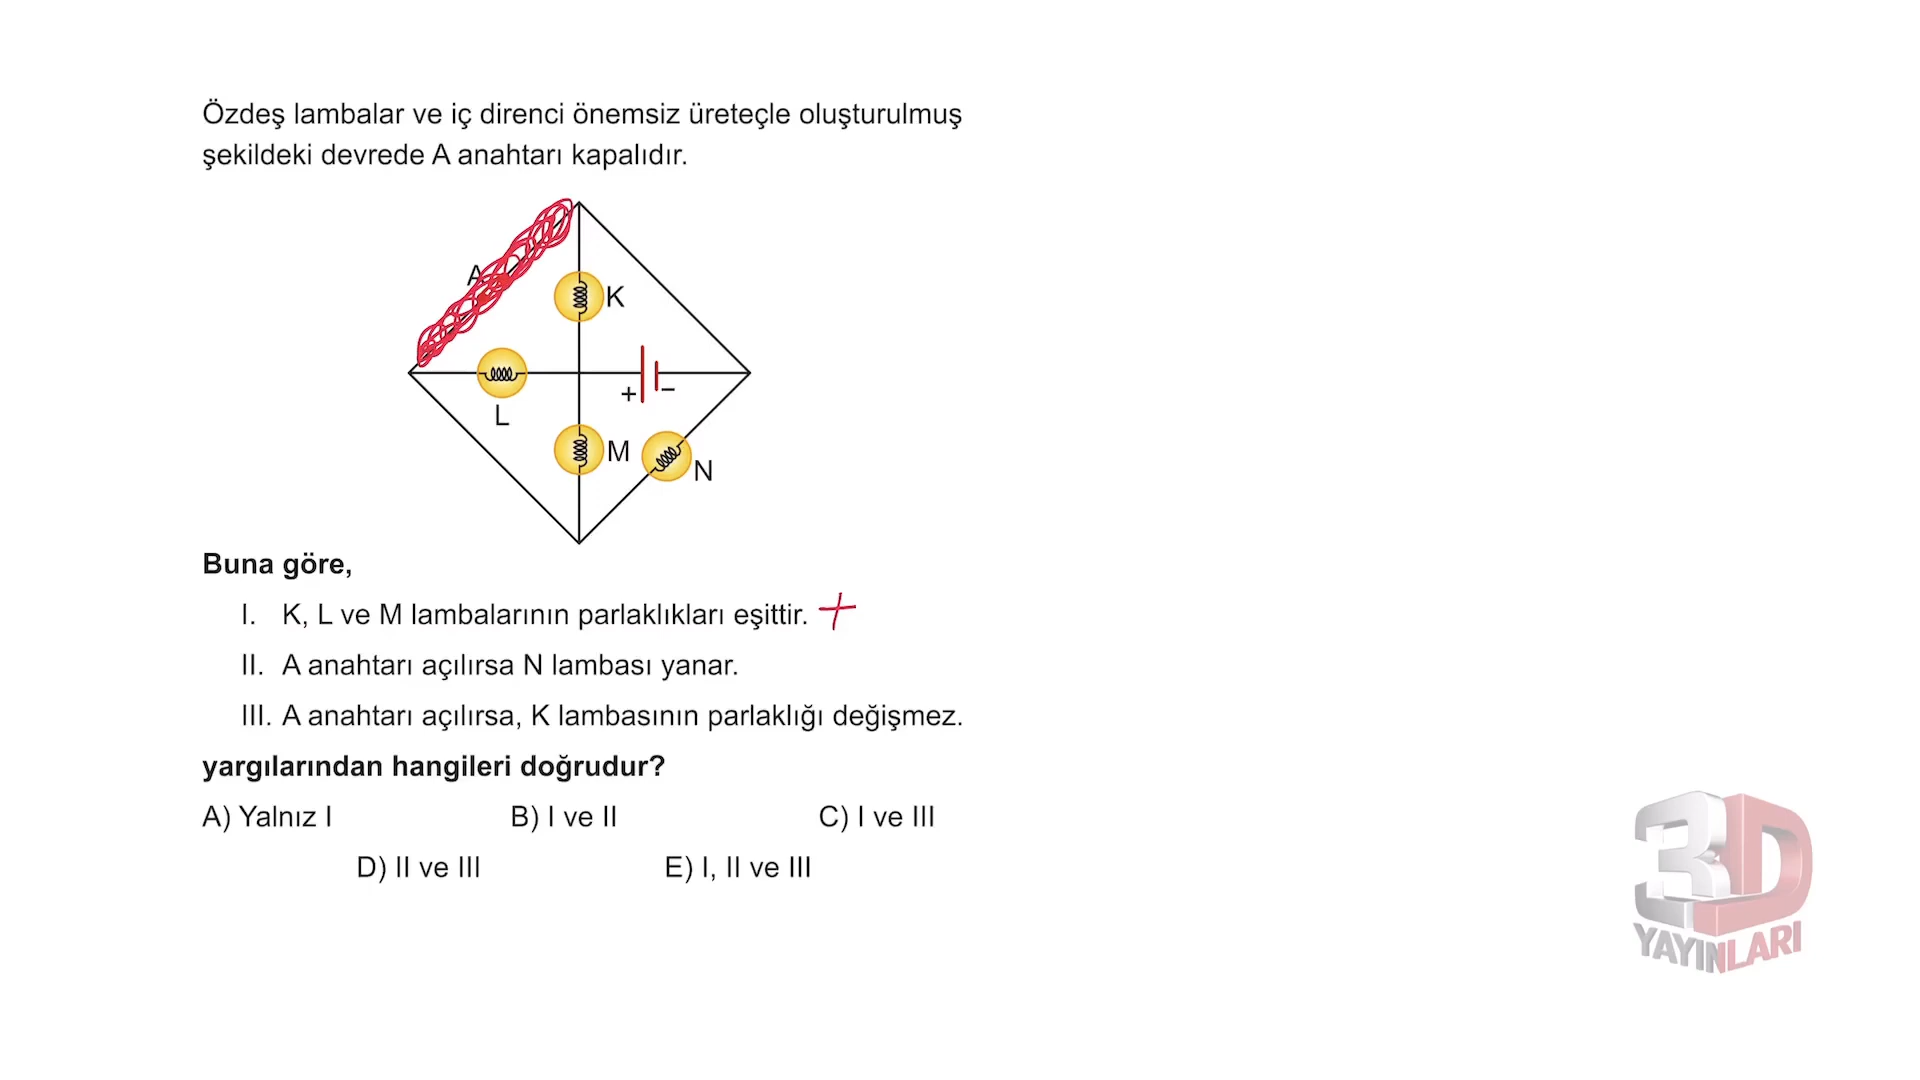 Özdeş lambalar ve iç direnci önemsiz üreteçle oluşturulmuş
şekildeki devrede A anahtarı kapalıdır.
A
K
L
+
–
M
N
Buna göre,
I. K, L ve M lambalarının parlaklıkları eşittir. +
II. A anahtarı açılırsa N lambası yanar.
III. A anahtarı açılırsa, K lambasının parlaklığı değişmez.
yargılarından hangileri doğrudur?
A) Yalnız I B) I ve II C) I ve III
D) II ve III E) I, II ve III
3D
YAYINLARI